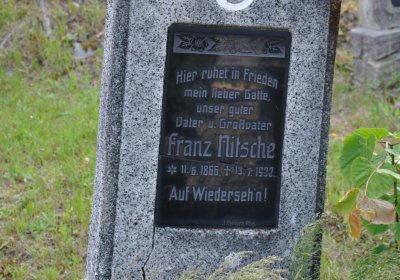 Hier ruhet in Frieden
mein lieber Gatte,
unser guter
Vater u. Großvater
Franz Nitsche
* 11.6.1866, † 13.7.1932.
Auf Wiederseh'n!